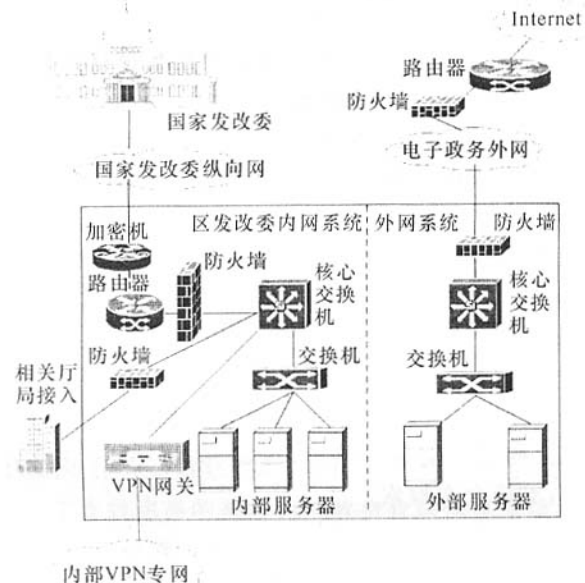 Internet
路由器
防火墙
国家发改委
电子政务外网
国家发改委纵向网
加密机
区发改委内网系统
外网系统
防火墙
路由器
防火墙
核心
交换
机
核心
交换
机
防火墙
交换机
交换机
相关厅
局接入
VPN网关
内部服务器
外部服务器
内部VPN专网